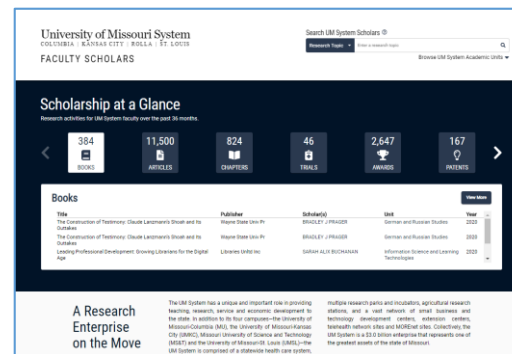 University of Missouri System
COLUMBIA | KANSAS CITY | ROLLA | ST. LOUIS
FACULTY SCHOLARS
Search UM System Scholars
Research Topic
Enter a research topic
Browse UM System Academic Units
Scholarship at a Glance
Research activities for UM System faculty over the past 36 months.
384 11,500 824 46 2,647 167
BOOKS ARTICLES CHAPTERS TRIALS AWARDS PATENTS
Books View More
Title Publisher Scholar(s) Unit Year
The Construction of Testimony: Claude Lanzmann's Shoah and Its Wayne State Univ Pr BRADLEY J PRAGER German and Russian Studies 2020
Outtakes
The Construction of Testimony: Claude Lanzmann's Shoah and Its Wayne State Univ Pr BRADLEY J PRAGER German and Russian Studies 2020
Outtakes
Leading Professional Development: Growing Librarians for the Digital Libraries Unltd Inc SARAH ALIX BUCHANAN Information Science and Learning 2020
Age Technologies
A Research
Enterprise
on the Move
The UM System has a unique and important role in providing
teaching, research, service and economic development to
the state. In addition to its four campuses—the University of
Missouri-Columbia (MU), the University of Missouri-Kansas
City (UMKC), Missouri University of Science and Technology
(MS&T) and the University of Missouri-St. Louis (UMSL)—the
UM System is comprised of a statewide health care system,
multiple research parks and incubators, agricultural research
stations, and a vast network of small business and
technology development centers, extension centers,
telehealth network sites and MOREnet sites. Collectively, the
UM System is a $3.0 billion enterprise that represents one of
the greatest assets of the state of Missouri.